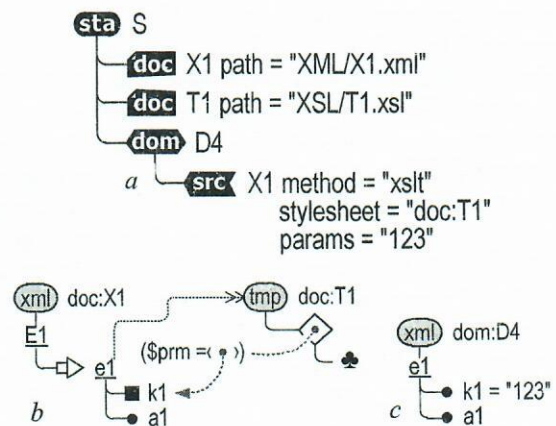 sta S
doc X1 path = "XML/X1.xml"
doc T1 path = "XSL/T1.xsl"
dom D4
a
src X1 method = "xslt"
stylesheet = "doc:T1"
params = "123"
xml doc:X1
tmp doc:T1
E1
($prm =‹ • ›)
e1
k1
a1
b
xml dom:D4
e1
k1 = "123"
a1
c